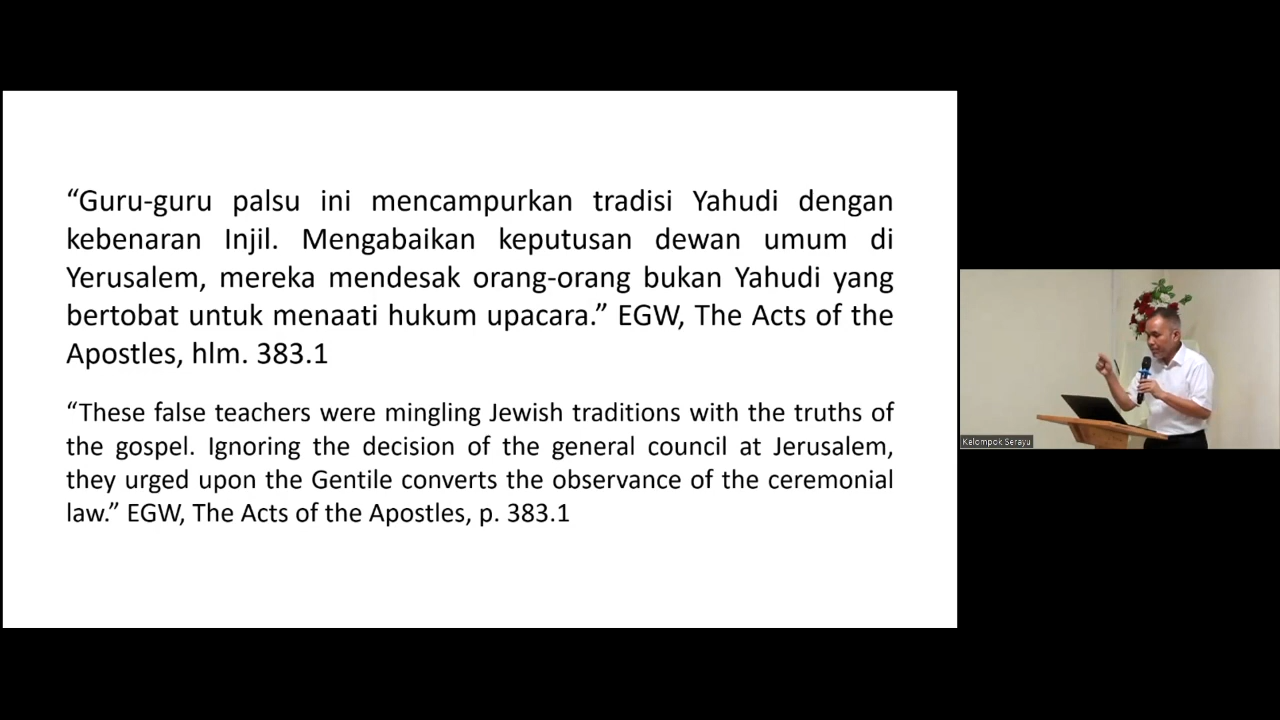 “Guru-guru palsu ini mencampurkan tradisi Yahudi dengan
kebenaran Injil. Mengabaikan keputusan dewan umum di
Yerusalem, mereka mendesak orang-orang bukan Yahudi yang
bertobat untuk menaati hukum upacara.” EGW, The Acts of the
Apostles, hlm. 383.1
“These false teachers were mingling Jewish traditions with the truths of
the gospel. Ignoring the decision of the general council at Jerusalem,
they urged upon the Gentile converts the observance of the ceremonial
law.” EGW, The Acts of the Apostles, p. 383.1
Kelompok Serayu